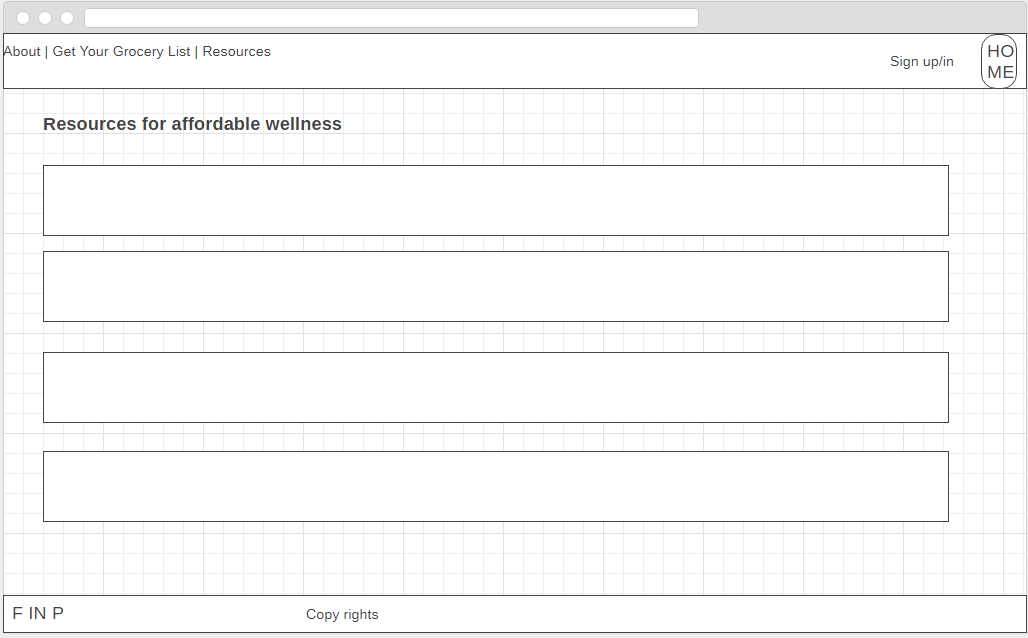 About | Get Your Grocery List | Resources
Sign up/in
HO
ME
Resources for affordable wellness
F IN P
Copy rights